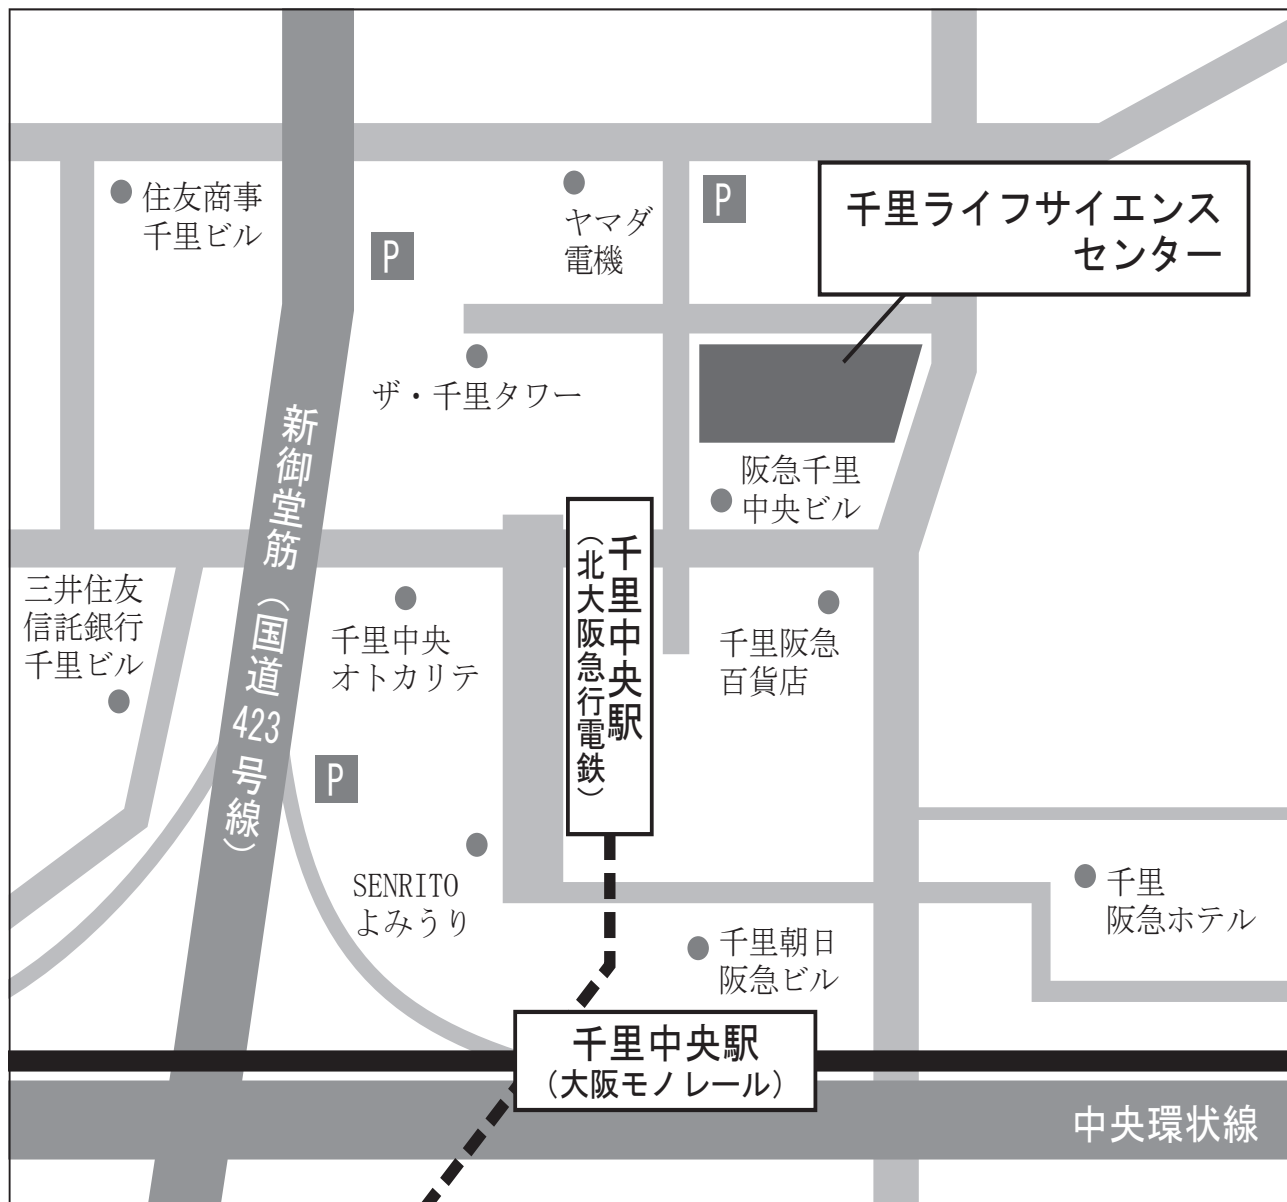 住友商事
千里ビル
P
ヤマダ
電機
P
千里ライフサイエンス
センター
ザ・千里タワー
新御堂筋(国道423号線)
阪急千里
中央ビル
千里中央駅
(北大阪急行電鉄)
三井住友
信託銀行
千里ビル
千里中央
オトカリテ
千里阪急
百貨店
P
SENRITO
よみうり
千里
阪急ホテル
千里朝日
阪急ビル
千里中央駅
(大阪モノレール)
中央環状線